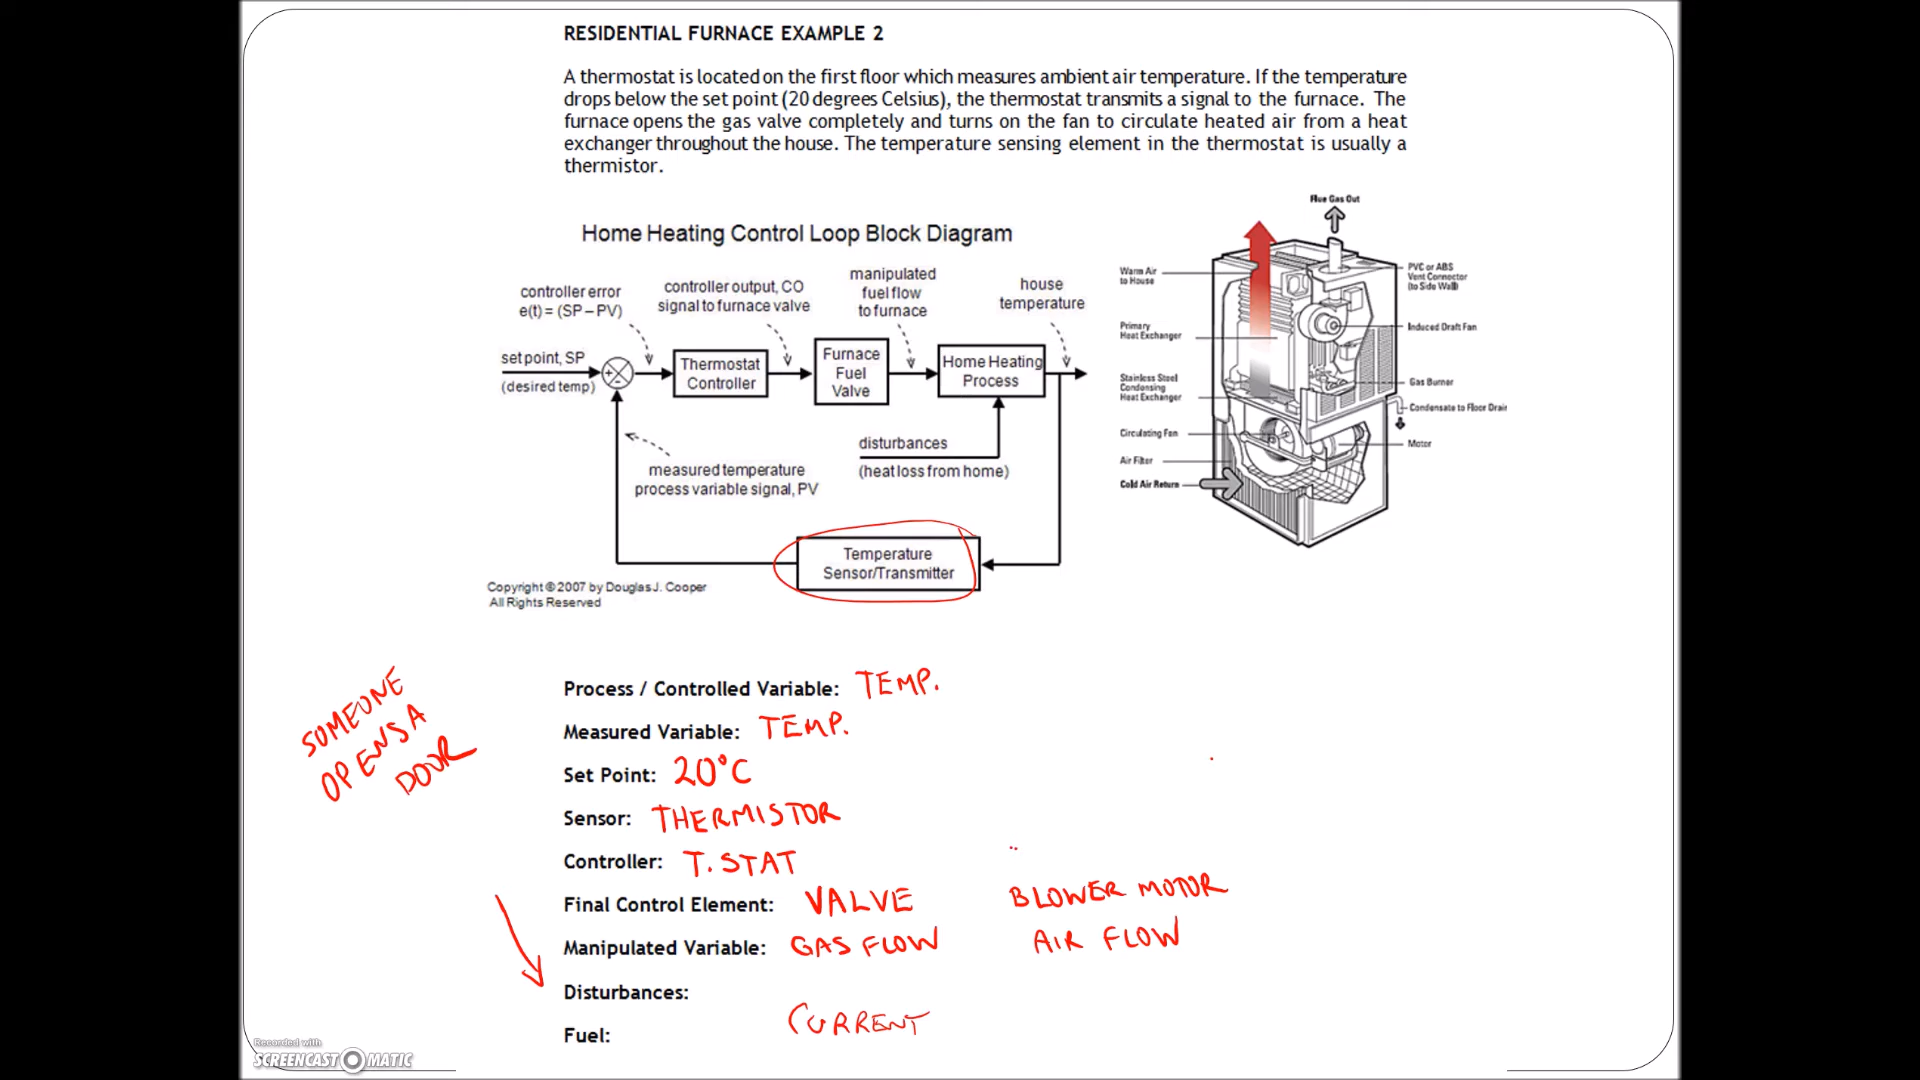 RESIDENTIAL FURNACE EXAMPLE 2
A thermostat is located on the first floor which measures ambient air temperature. If the temperature
drops below the set point (20 degrees Celsius), the thermostat transmits a signal to the furnace. The
furnace opens the gas valve completely and turns on the fan to circulate heated air from a heat
exchanger throughout the house. The temperature sensing element in the thermostat is usually a
thermistor.
Home Heating Control Loop Block Diagram
controller error
e(t) = (SP – PV)
controller output, CO
signal to furnace valve
manipulated
fuel flow
to furnace
house
temperature
set point, SP
(desired temp)
+
-
Thermostat
Controller
Furnace
Fuel
Valve
Home Heating
Process
disturbances
(heat loss from home)
measured temperature
process variable signal, PV
Temperature
Sensor/Transmitter
Copyright © 2007 by Douglas J. Cooper
All Rights Reserved
Flue Gas Out
Warm Air
to House
Primary
Heat Exchanger
Stainless Steel
Condensing
Heat Exchanger
Circulating Fan
Air Filter
Cold Air Return
PVC or ABS
Vent Connector
(to Side Wall)
Induced Draft Fan
Gas Burner
Condensate to Floor Drain
Motor
SOMEONE
OPENS A
DOOR
Process / Controlled Variable: TEMP.
Measured Variable: TEMP.
Set Point: 20°C
Sensor: THERMISTOR
Controller: T.STAT
Final Control Element: VALVE BLOWER MOTOR
Manipulated Variable: GAS FLOW AIR FLOW
Disturbances:
CURRENT
Fuel:
Recorded with
SCREENCAST-O-MATIC